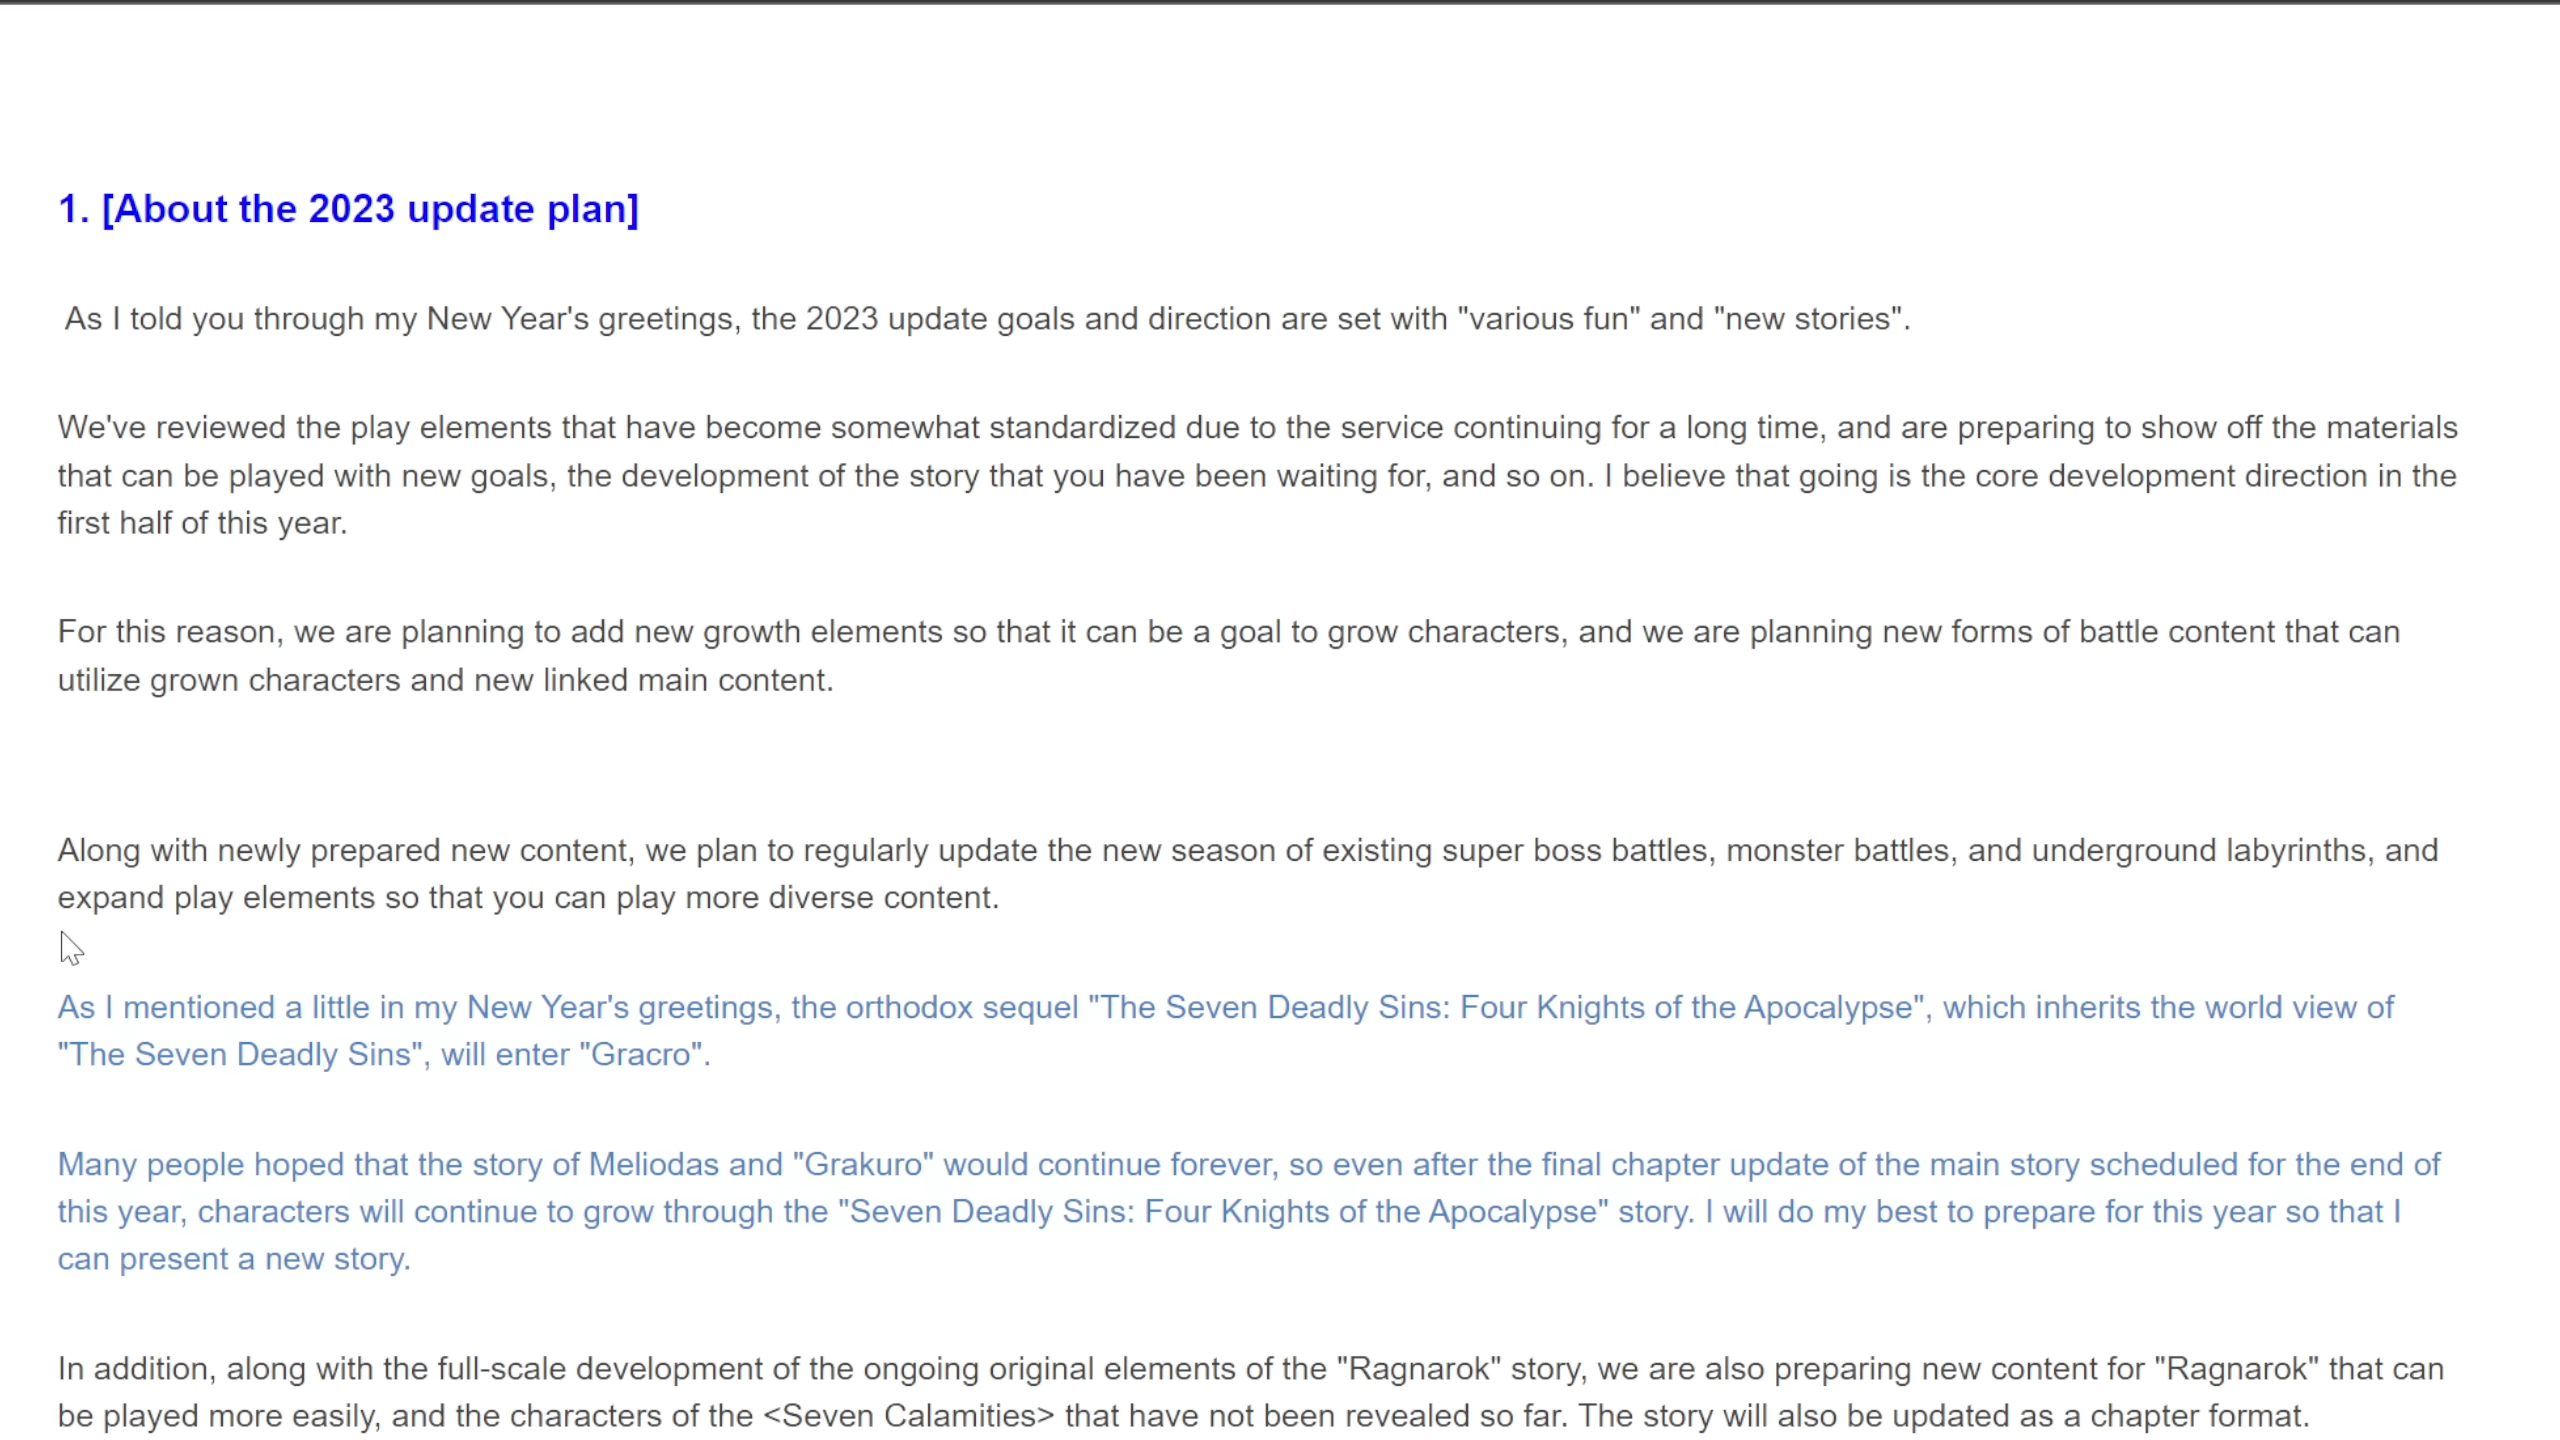 1. [About the 2023 update plan]
As I told you through my New Year's greetings, the 2023 update goals and direction are set with "various fun" and "new stories".
We've reviewed the play elements that have become somewhat standardized due to the service continuing for a long time, and are preparing to show off the materials
that can be played with new goals, the development of the story that you have been waiting for, and so on. I believe that going is the core development direction in the
first half of this year.
For this reason, we are planning to add new growth elements so that it can be a goal to grow characters, and we are planning new forms of battle content that can
utilize grown characters and new linked main content.
Along with newly prepared new content, we plan to regularly update the new season of existing super boss battles, monster battles, and underground labyrinths, and
expand play elements so that you can play more diverse content.
As I mentioned a little in my New Year's greetings, the orthodox sequel "The Seven Deadly Sins: Four Knights of the Apocalypse", which inherits the world view of
"The Seven Deadly Sins", will enter "Gracro".
Many people hoped that the story of Meliodas and "Grakuro" would continue forever, so even after the final chapter update of the main story scheduled for the end of
this year, characters will continue to grow through the "Seven Deadly Sins: Four Knights of the Apocalypse" story. I will do my best to prepare for this year so that I
can present a new story.
In addition, along with the full-scale development of the ongoing original elements of the "Ragnarok" story, we are also preparing new content for "Ragnarok" that can
be played more easily, and the characters of the <Seven Calamities> that have not been revealed so far. The story will also be updated as a chapter format.